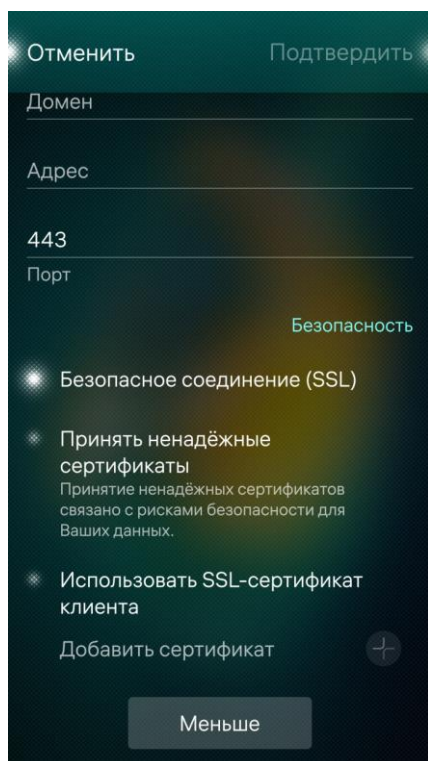 Отменить Подтвердить
Домен
Адрес
443
Порт
Безопасность
Безопасное соединение (SSL)
Принять ненадёжные
сертификаты
Принятие ненадёжных сертификатов
связано с рисками безопасности для
Ваших данных.
Использовать SSL-сертификат
клиента
Добавить сертификат
Меньше